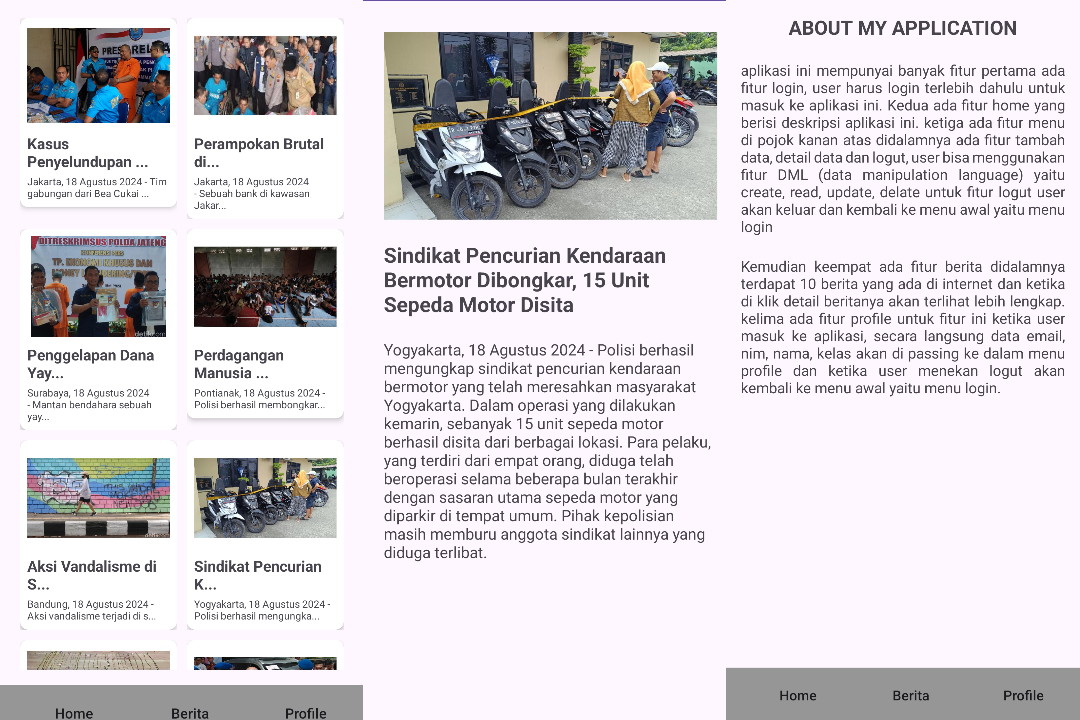 PRESS RELEA
Kasus
Penyelundupan ...
Jakarta, 18 Agustus 2024 - Tim
gabungan dari Bea Cukai ...
Perampokan Brutal
di...
Jakarta, 18 Agustus 2024
- Sebuah bank di kawasan
Jakar...
DITRESKRIMSUS POLDA JATENG
Penggelapan Dana
Yay...
Surabaya, 18 Agustus 2024
- Mantan bendahara sebuah
yay...
Perdagangan
Manusia ...
Pontianak, 18 Agustus 2024 -
Polisi berhasil membongkar...
Aksi Vandalisme di
S...
Bandung, 18 Agustus 2024 -
Aksi vandalisme terjadi di s...
Sindikat Pencurian
K...
Yogyakarta, 18 Agustus 2024 -
Polisi berhasil mengungka...
Home
Berita
Profile
Sindikat Pencurian Kendaraan
Bermotor Dibongkar, 15 Unit
Sepeda Motor Disita
Yogyakarta, 18 Agustus 2024 - Polisi berhasil
mengungkap sindikat pencurian kendaraan
bermotor yang telah meresahkan masyarakat
Yogyakarta. Dalam operasi yang dilakukan
kemarin, sebanyak 15 unit sepeda motor
berhasil disita dari berbagai lokasi. Para pelaku,
yang terdiri dari empat orang, diduga telah
beroperasi selama beberapa bulan terakhir
dengan sasaran utama sepeda motor yang
diparkir di tempat umum. Pihak kepolisian
masih memburu anggota sindikat lainnya yang
diduga terlibat.
ABOUT MY APPLICATION
aplikasi ini mempunyai banyak fitur pertama ada
fitur login, user harus login terlebih dahulu untuk
masuk ke aplikasi ini. Kedua ada fitur home yang
berisi deskripsi aplikasi ini. ketiga ada fitur menu
di pojok kanan atas didalamnya ada fitur tambah
data, detail data dan logut, user bisa menggunakan
fitur DML (data manipulation language) yaitu
create, read, update, delate untuk fitur logut user
akan keluar dan kembali ke menu awal yaitu menu
login
Kemudian keempat ada fitur berita didalamnya
terdapat 10 berita yang ada di internet dan ketika
di klik detail beritanya akan terlihat lebih lengkap.
kelima ada fitur profile untuk fitur ini ketika user
masuk ke aplikasi, secara langsung data email,
nim, nama, kelas akan di passing ke dalam menu
profile dan ketika user menekan logut akan
kembali ke menu awal yaitu menu login.
Home
Berita
Profile